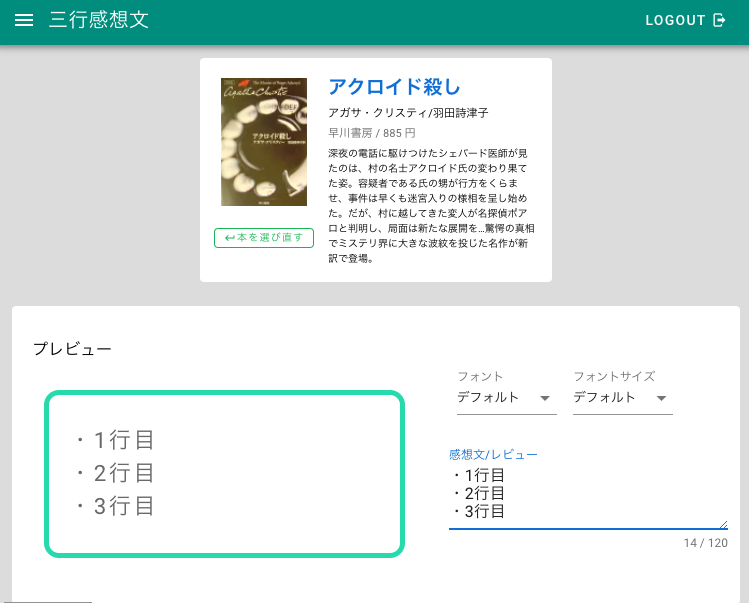 三行感想文
LOGOUT
Agatha Christie
アクロイド殺し
アガサ・クリスティー
アクロイド殺し
アガサ・クリスティ/羽田詩津子
早川書房 / 885 円
深夜の電話に駆けつけたシェパード医師が見
たのは、村の名士アクロイド氏の変わり果て
た姿。容疑者である氏の甥が行方をくらま
せ、事件は早くも迷宮入りの様相を呈し始め
た。だが、村に越してきた変人が名探偵ポア
ロと判明し、局面は新たな展開を…驚愕の真相
でミステリ界に大きな波紋を投じた名作が新
訳で登場。
本を選び直す
プレビュー
・1行目
・2行目
・3行目
フォント
デフォルト
フォントサイズ
デフォルト
感想文/レビュー
・1行目
・2行目
・3行目
14 / 120